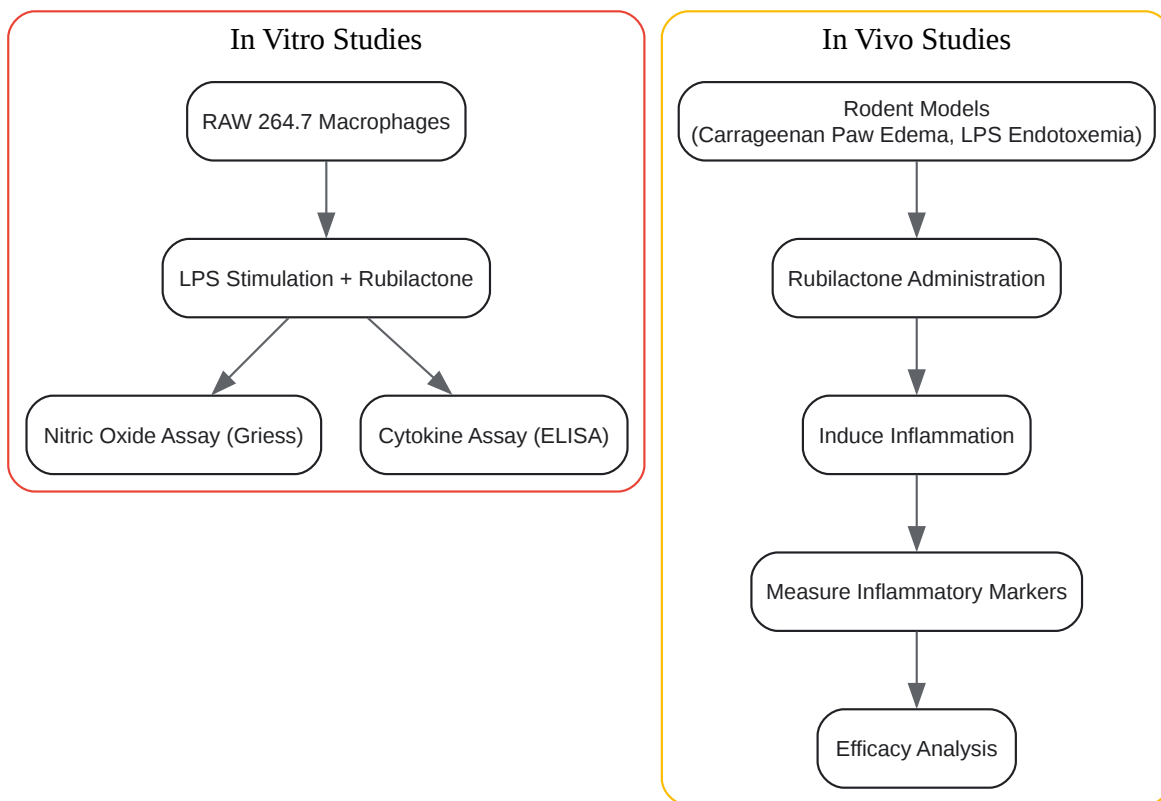 In Vitro Studies
RAW 264.7 Macrophages
LPS Stimulation + Rubilactone
Nitric Oxide Assay (Griess)
Cytokine Assay (ELISA)
In Vivo Studies
Rodent Models
(Carrageenan Paw Edema, LPS Endotoxemia)
Rubilactone Administration
Induce Inflammation
Measure Inflammatory Markers
Efficacy Analysis